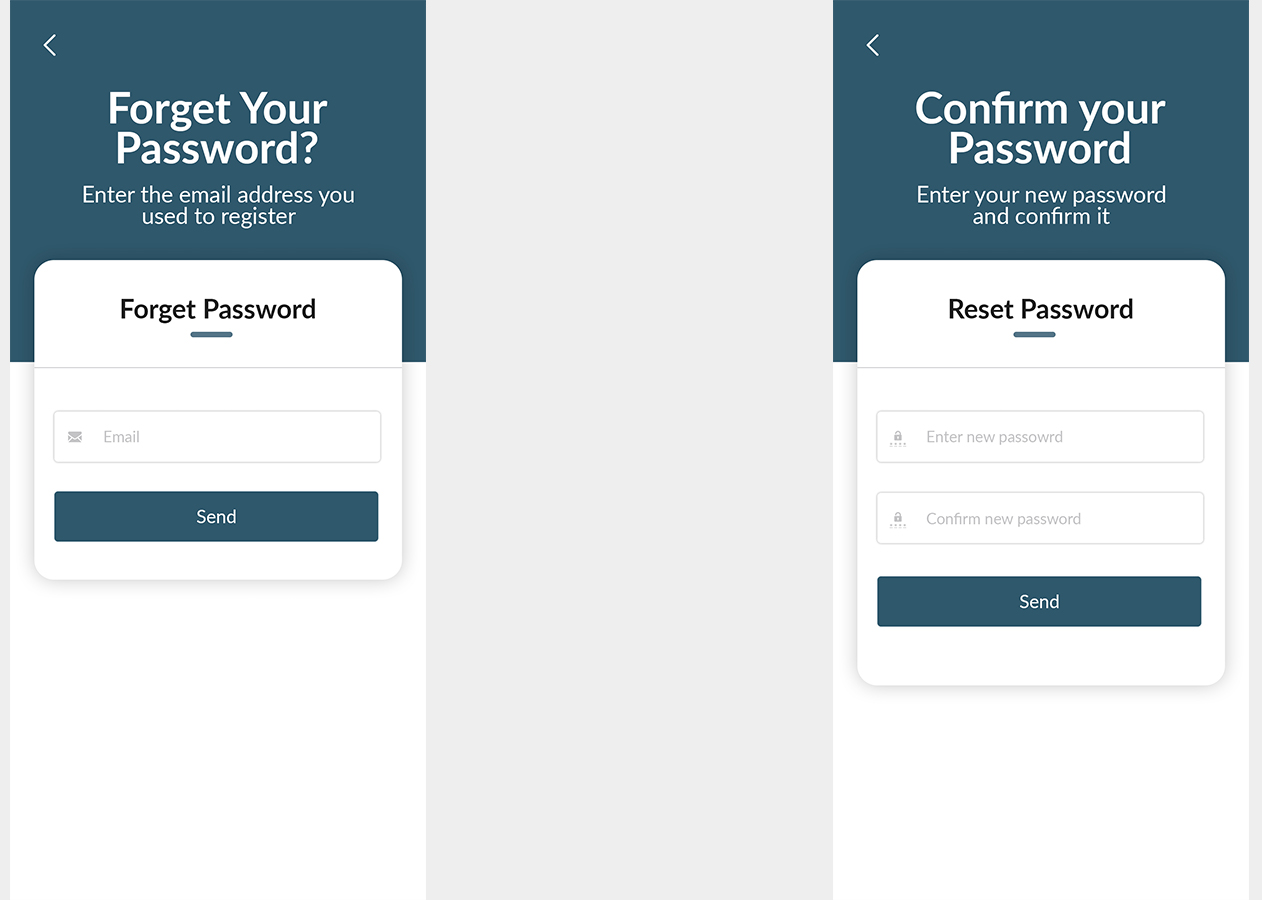 Forget Your
Password?
Enter the email address you
used to register
Forget Password
Email
Send
Confirm your
Password
Enter your new password
and confirm it
Reset Password
Enter new passowrd
Confirm new password
Send